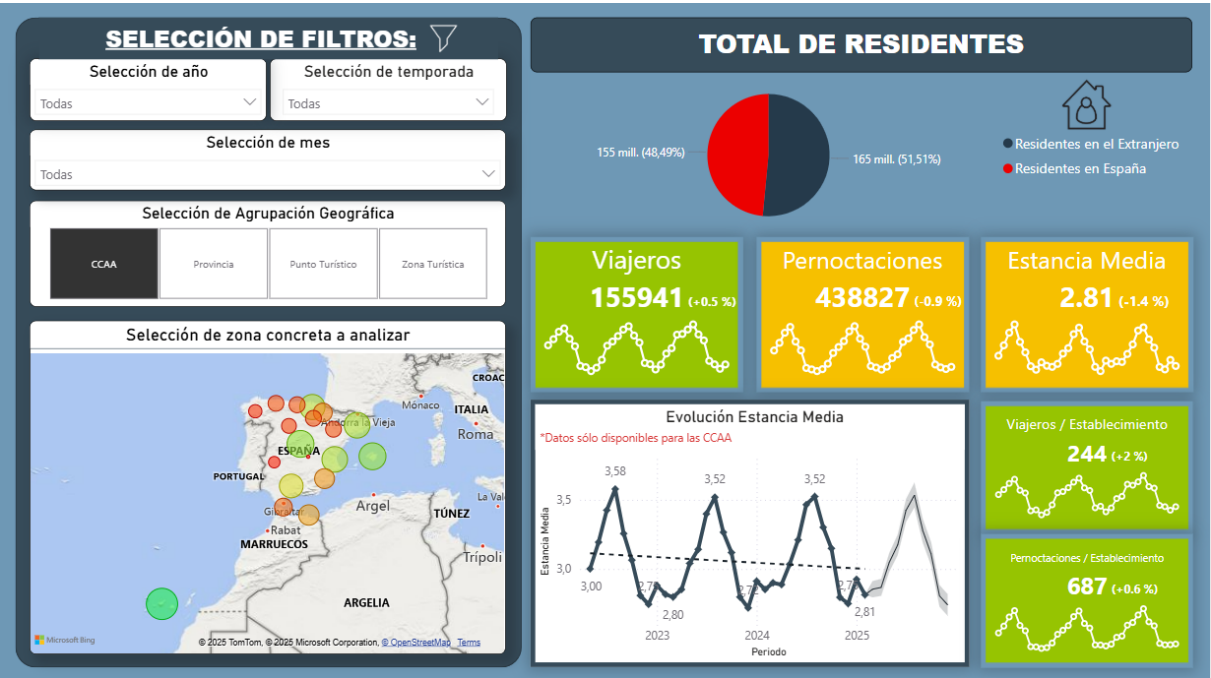 SELECCIÓN DE FILTROS:
Selección de año
Todas
Selección de temporada
Todas
Selección de mes
Todas
Selección de Agrupación Geográfica
CCAA
Provincia
Punto Turístico
Zona Turística
Selección de zona concreta a analizar
CROAC
Mónaco
ITALIA
Andorra la Vieja
Roma
ESPAÑA
PORTUGAL
La Val
Argel
TÚNEZ
Gibraltar
Rabat
MARRUECOS
Trípoli
ARGELIA
Microsoft Bing
© 2025 TomTom, © 2025 Microsoft Corporation, © OpenStreetMap Terms
TOTAL DE RESIDENTES
155 mill. (48,49%)
165 mill. (51,51%)
Residentes en el Extranjero
Residentes en España
Viajeros
155941 (+0.5 %)
Pernoctaciones
438827 (-0.9 %)
Estancia Media
2.81 (-1.4 %)
Evolución Estancia Media
*Datos sólo disponibles para las CCAA
Estancia Media
3,5
3,0
3,58
3,52
3,52
3,00
2,80
2,72
2,81
2023
2024
2025
Periodo
Viajeros / Establecimiento
244 (+2 %)
Pernoctaciones / Establecimiento
687 (+0.6 %)